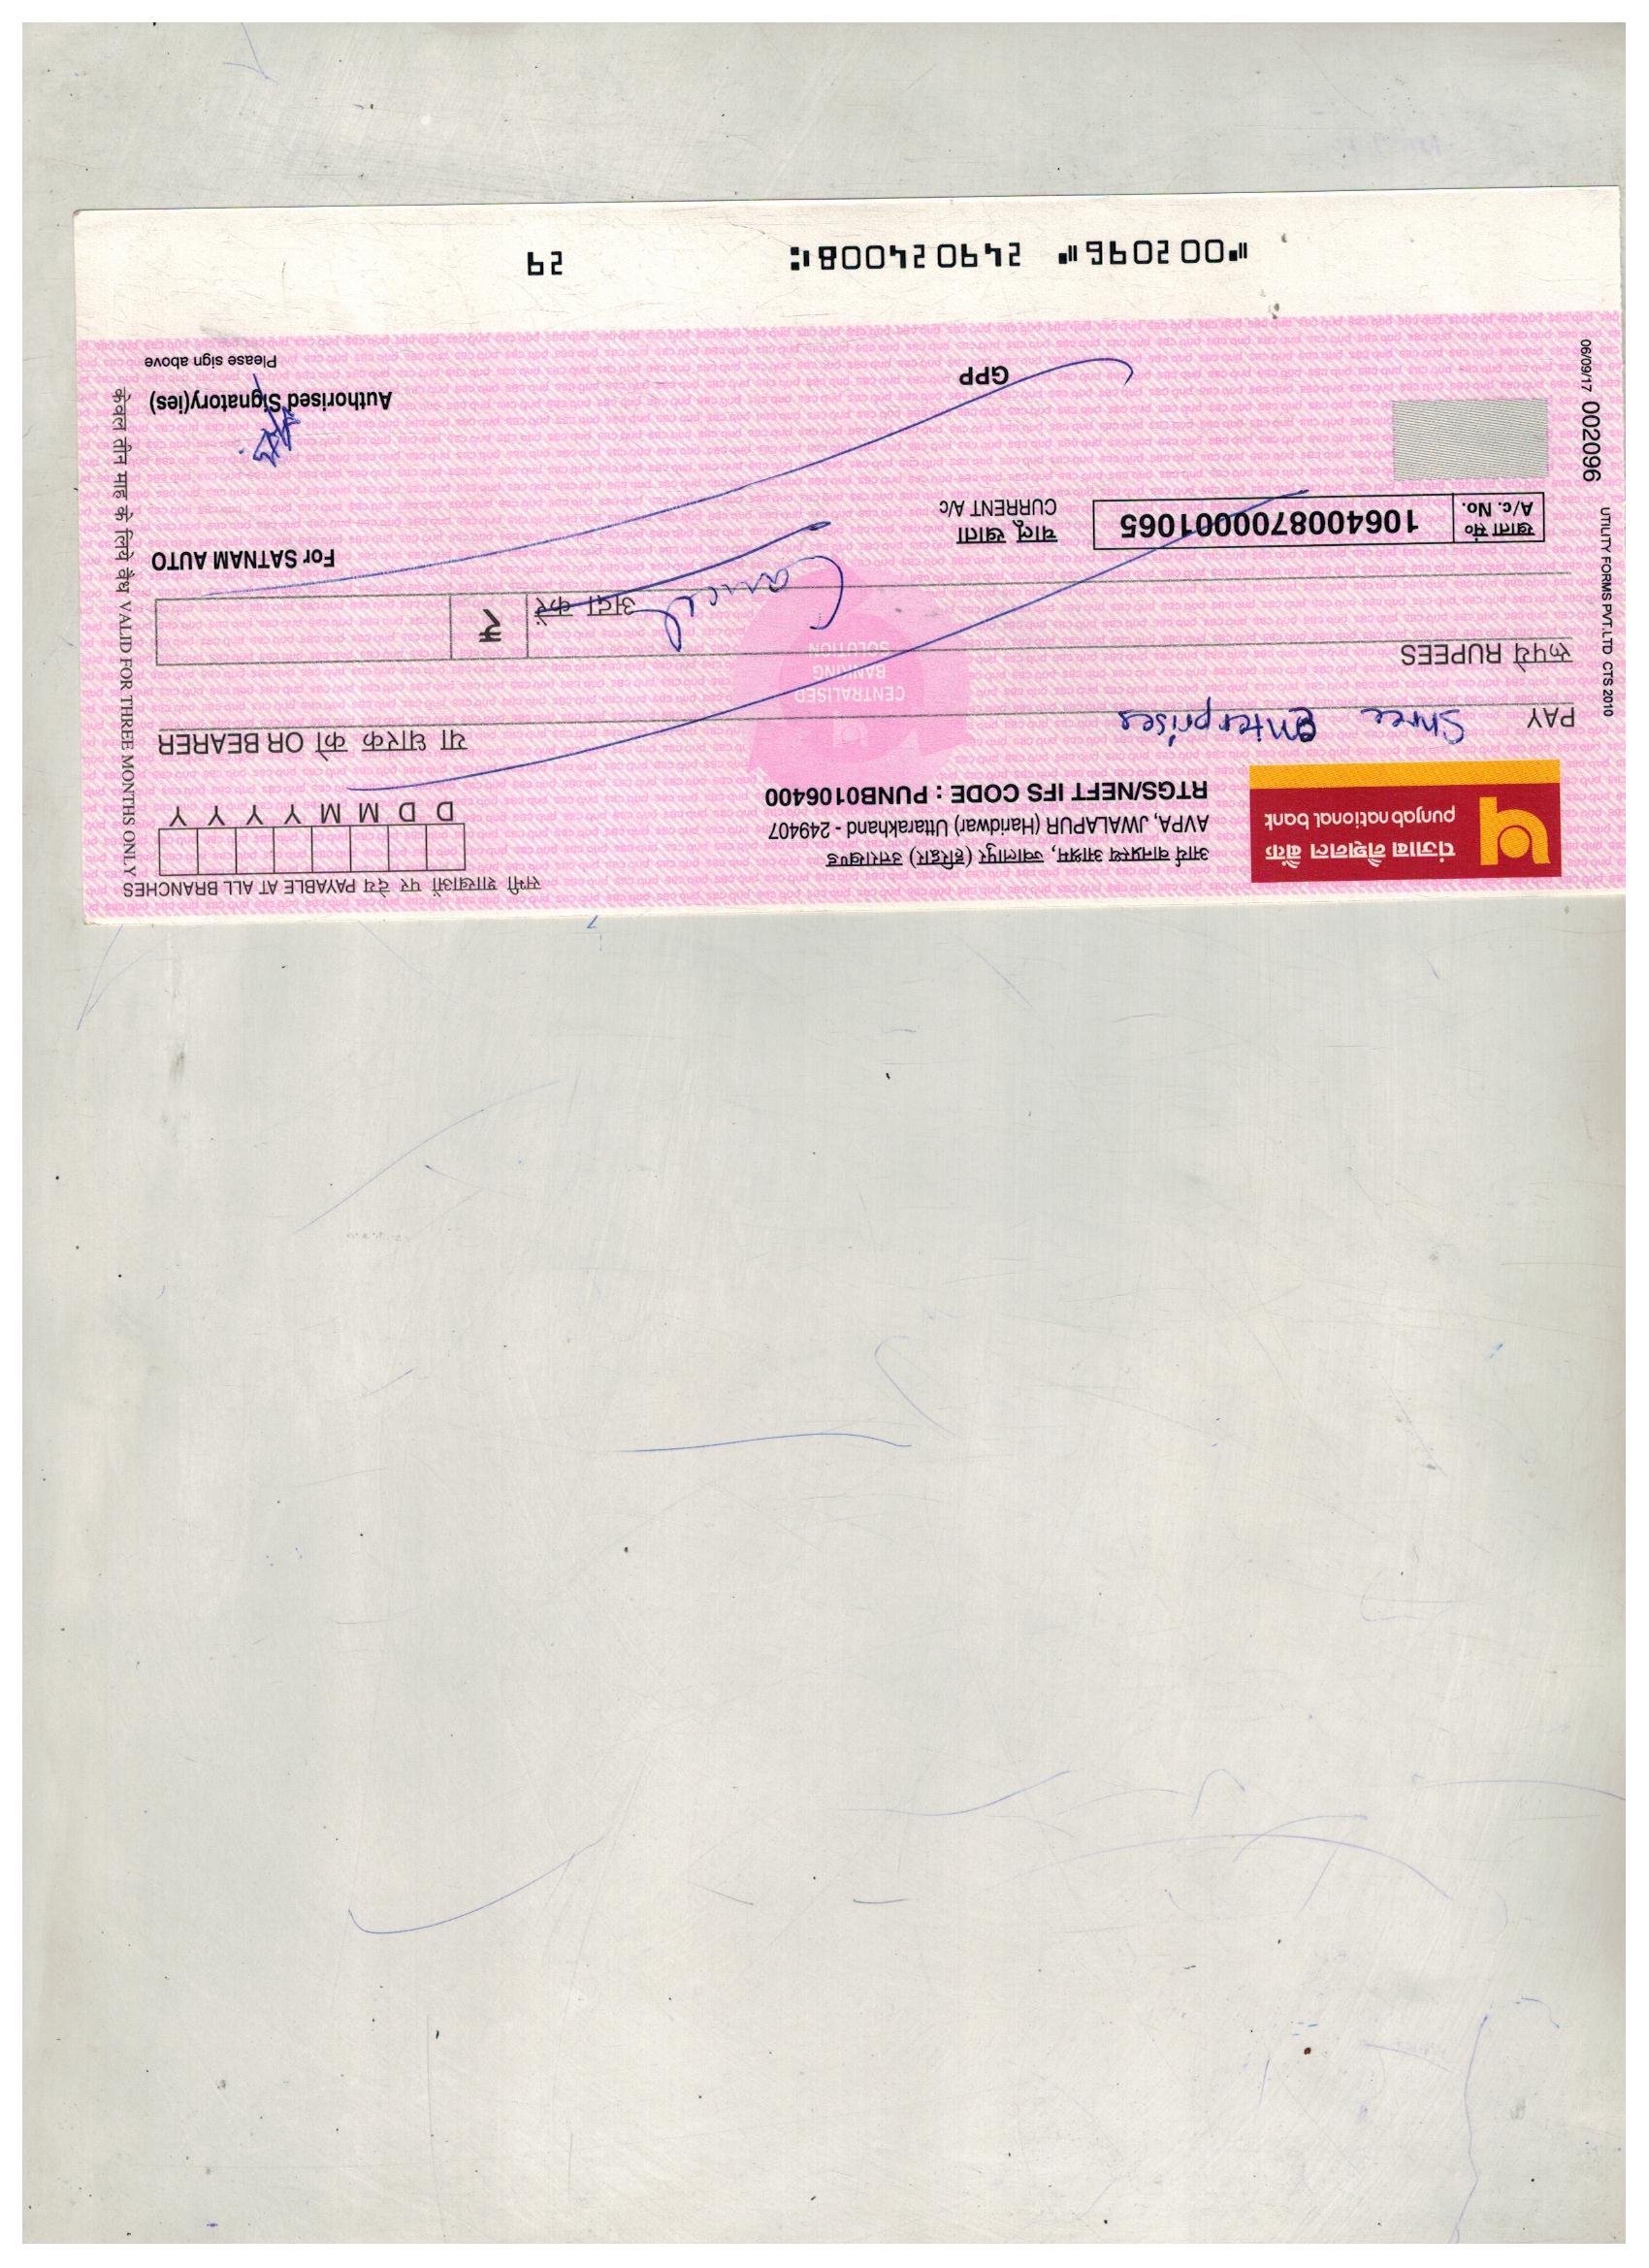 सभी शाखाओं पर देय PAYABLE AT ALL BRANCHES
पंजाब नैशनल बैंक
punjab national bank
आर्य वानप्रस्थ आश्रम, ज्वालापुर (हरिद्वार) उत्तराखण्ड
AVPA, JWALAPUR (Haridwar) Uttarakhand - 249407
RTGS/NEFT IFS CODE : PUNB0106400
D D M M Y Y Y Y
PAY Shree Enterprises
या धारक को OR BEARER
CENTRALISED
BANKING
SOLUTION
रूपये RUPEES
Cancel
अदा करें ₹
खाता सं०
A/c. No.
1064008700001065
चालू खाता
CURRENT A/c
For SATNAM AUTO
GPP
Authorised Signatory(ies)
Please sign above
UTILITY FORMS PVT.LTD CTS 2010
06/09/17 002096
केवल तीन माह के लिये वैध VALID FOR THREE MONTHS ONLY
⑈002096⑈ 249024008⑆ 29